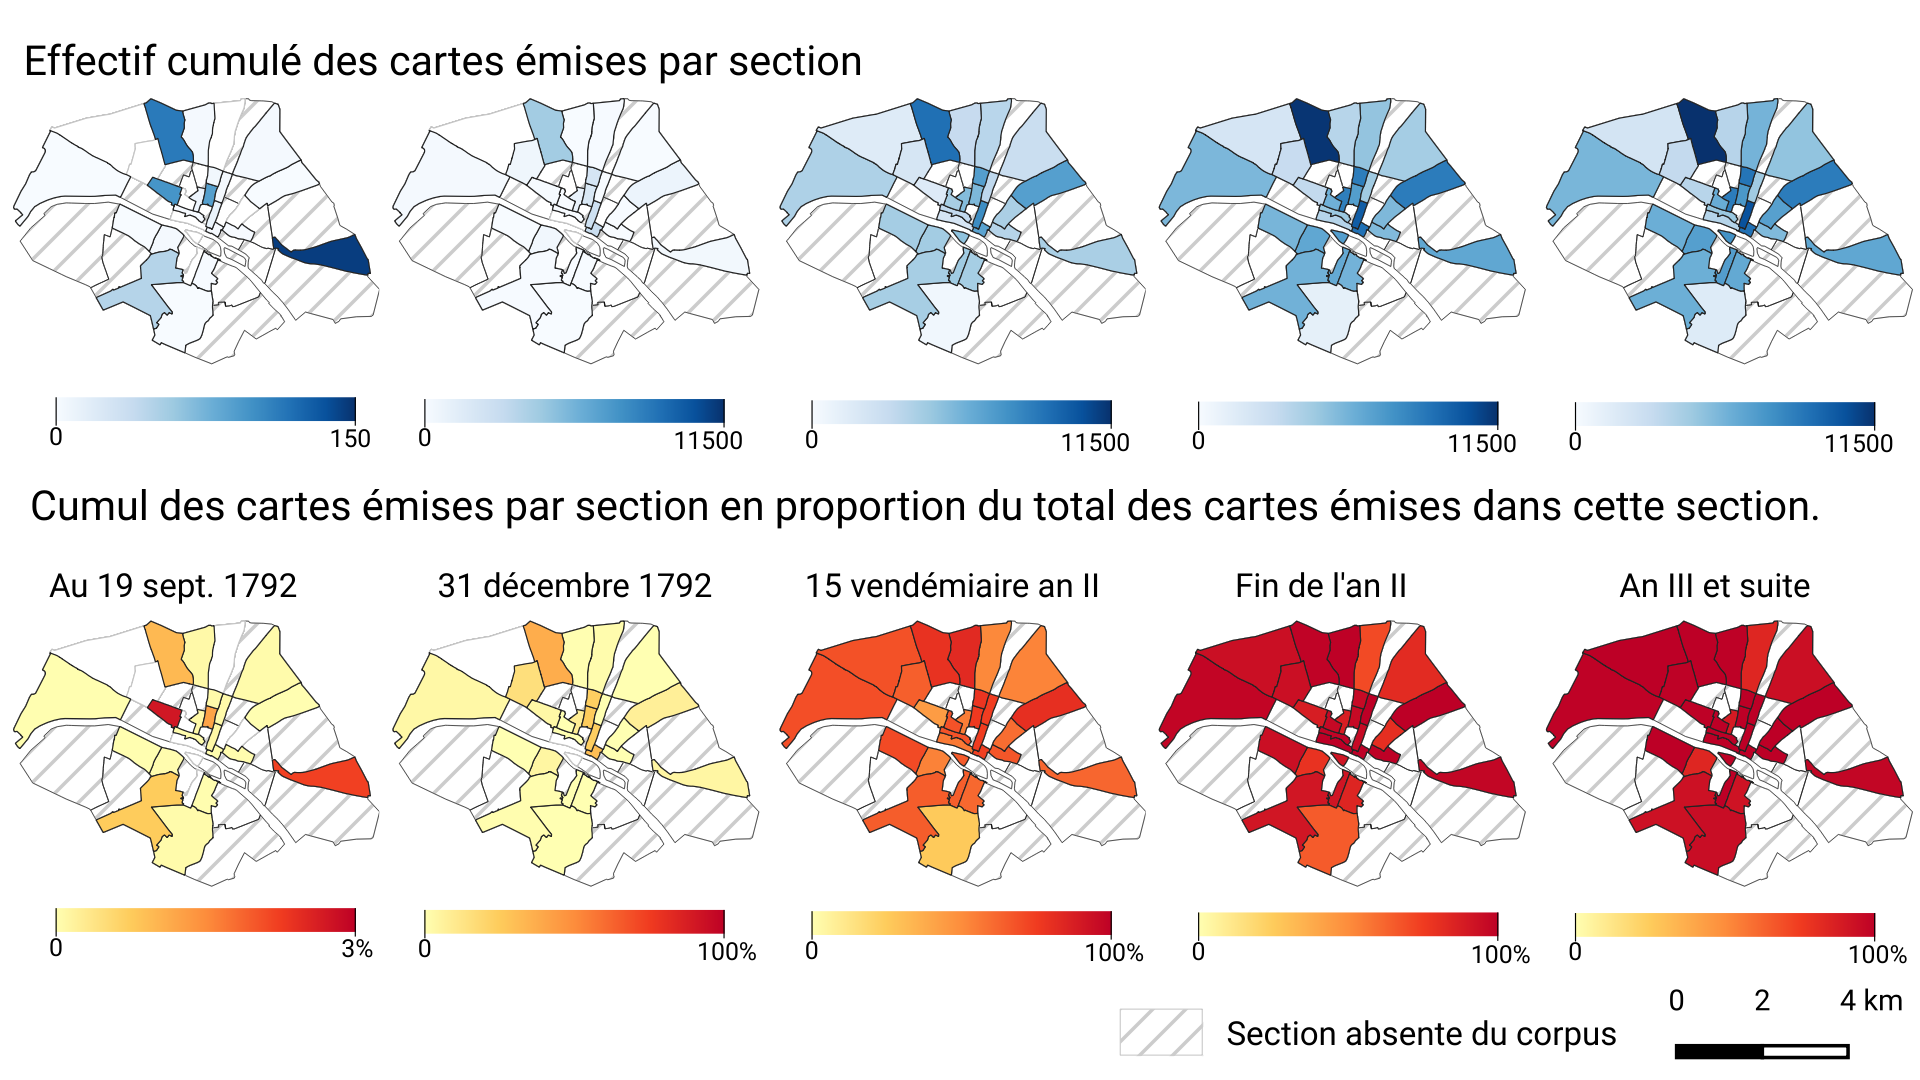 Effectif cumulé des cartes émises par section
0 150
0 11500
0 11500
0 11500
0 11500
Cumul des cartes émises par section en proportion du total des cartes émises dans cette section.
Au 19 sept. 1792
31 décembre 1792
15 vendémiaire an II
Fin de l'an II
An III et suite
0 3%
0 100%
0 100%
0 100%
0 100%
0 2 4 km
Section absente du corpus